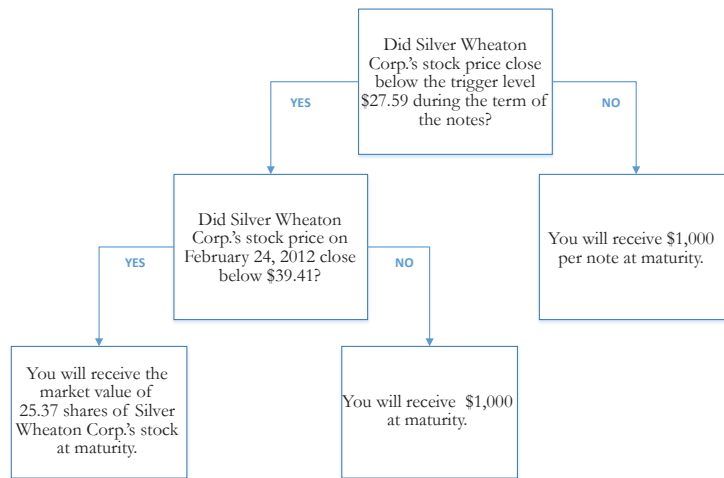 Did Silver Wheaton
Corp.'s stock price close
below the trigger level
$27.59 during the term of
the notes?
YES
NO
Did Silver Wheaton
Corp.'s stock price on
February 24, 2012 close
below $39.41?
You will receive $1,000
per note at maturity.
YES
NO
You will receive the
market value of
25.37 shares of Silver
Wheaton Corp.'s stock
at maturity.
You will receive $1,000
at maturity.